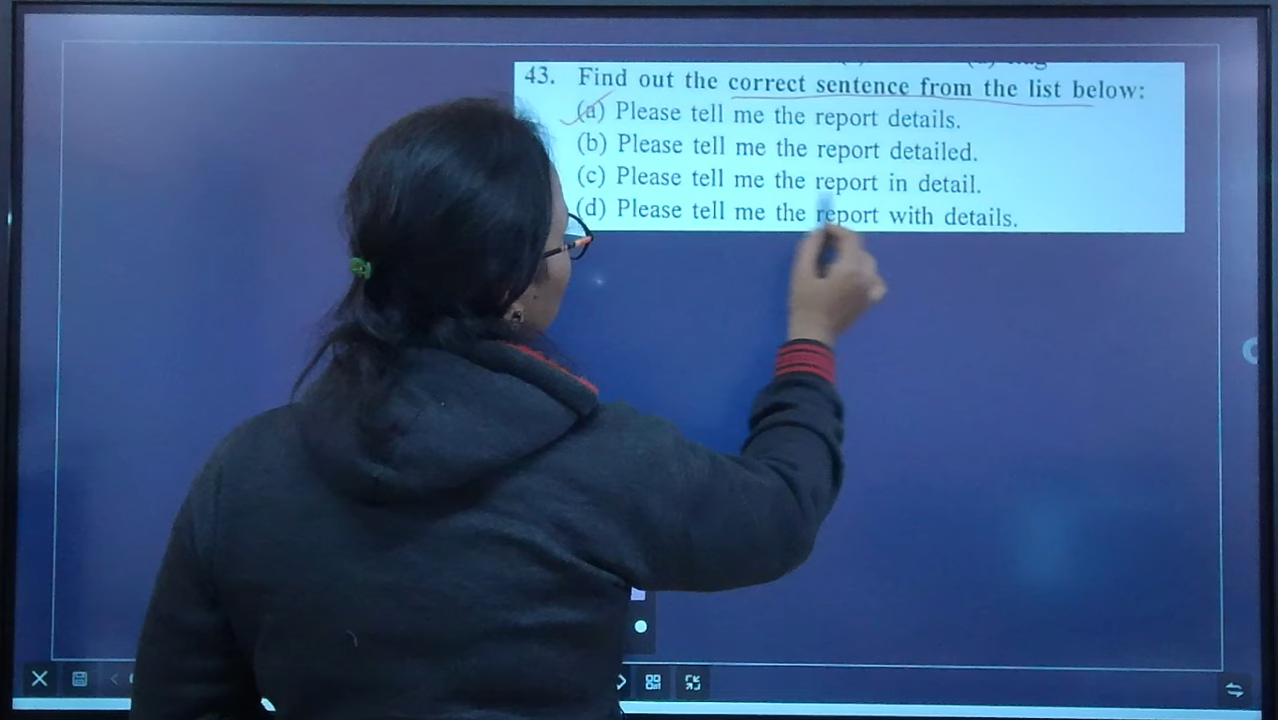 43. Find out the correct sentence from the list below:
(a) Please tell me the report details.
(b) Please tell me the report detailed.
(c) Please tell me the report in detail.
(d) Please tell me the report with details.